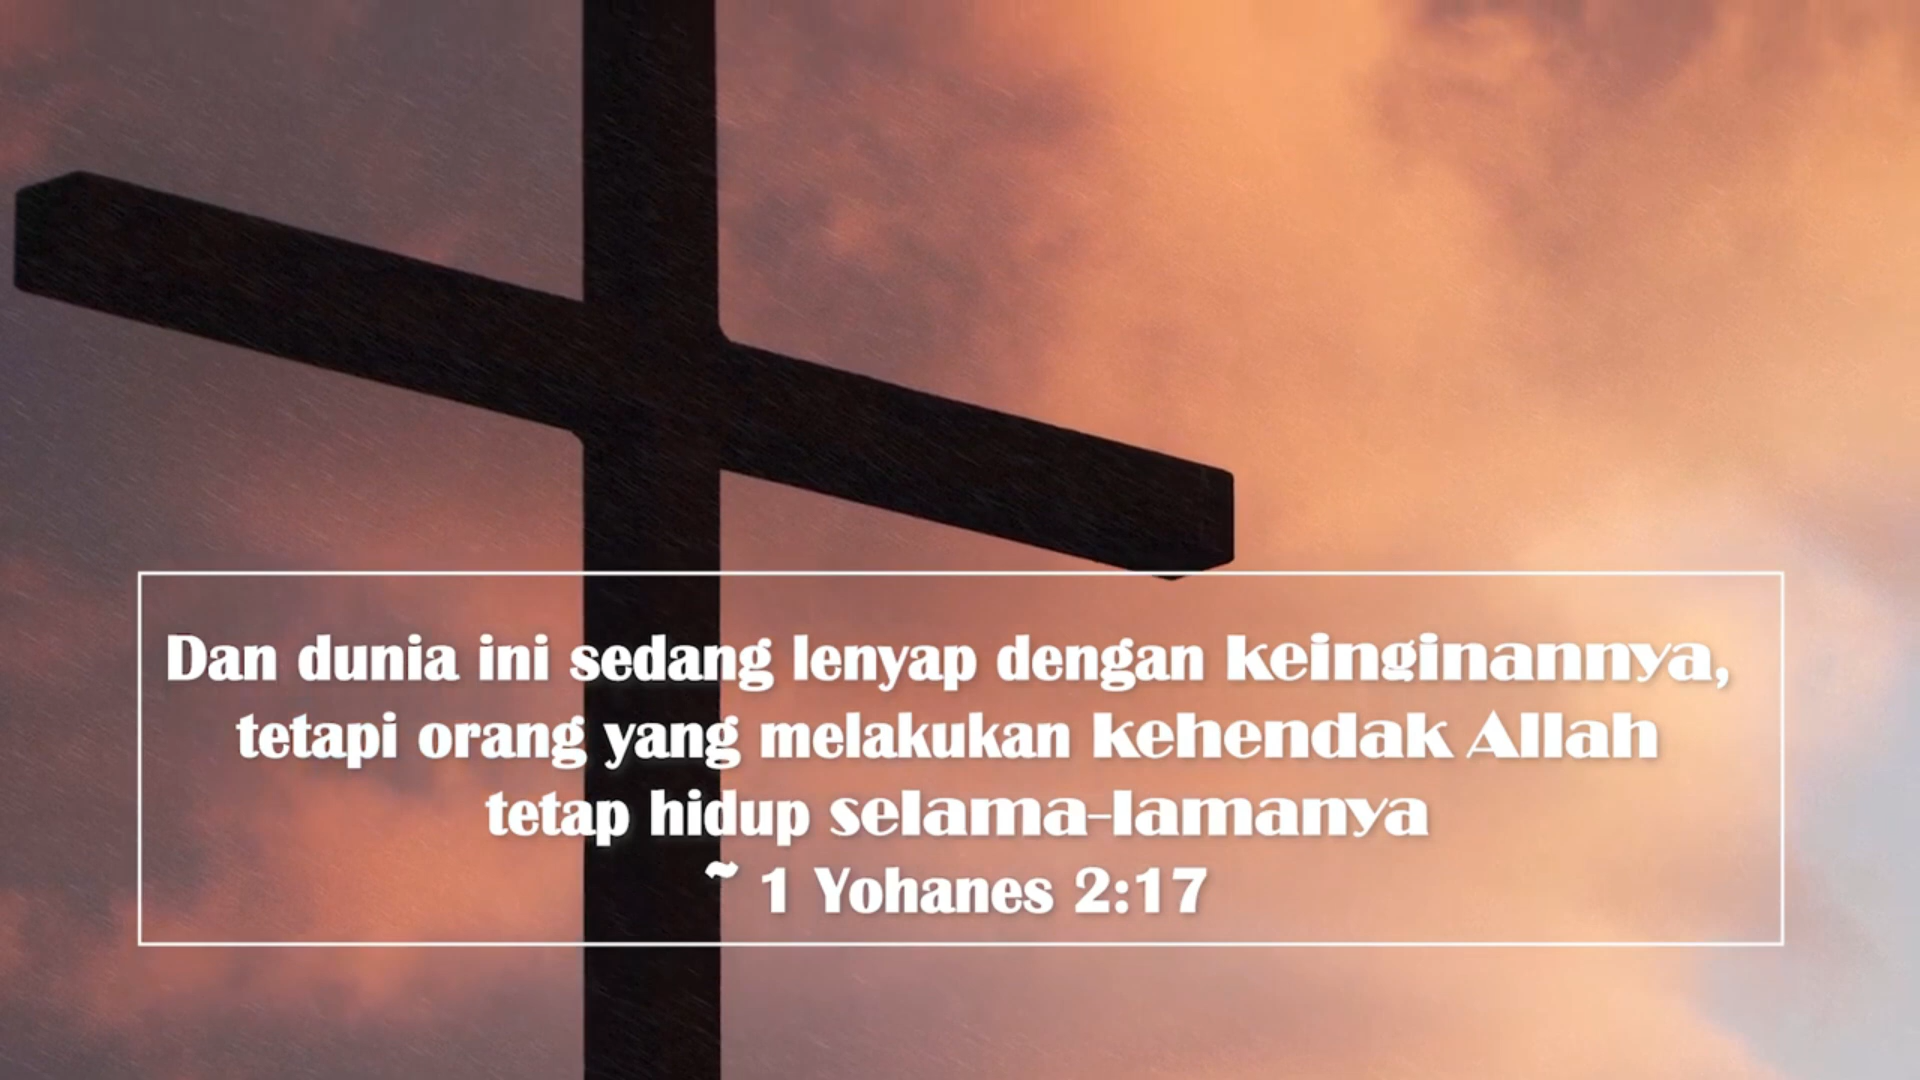 Dan dunia ini sedang lenyap dengan keinginannya,
tetapi orang yang melakukan kehendak Allah
tetap hidup selama-lamanya
~ 1 Yohanes 2:17